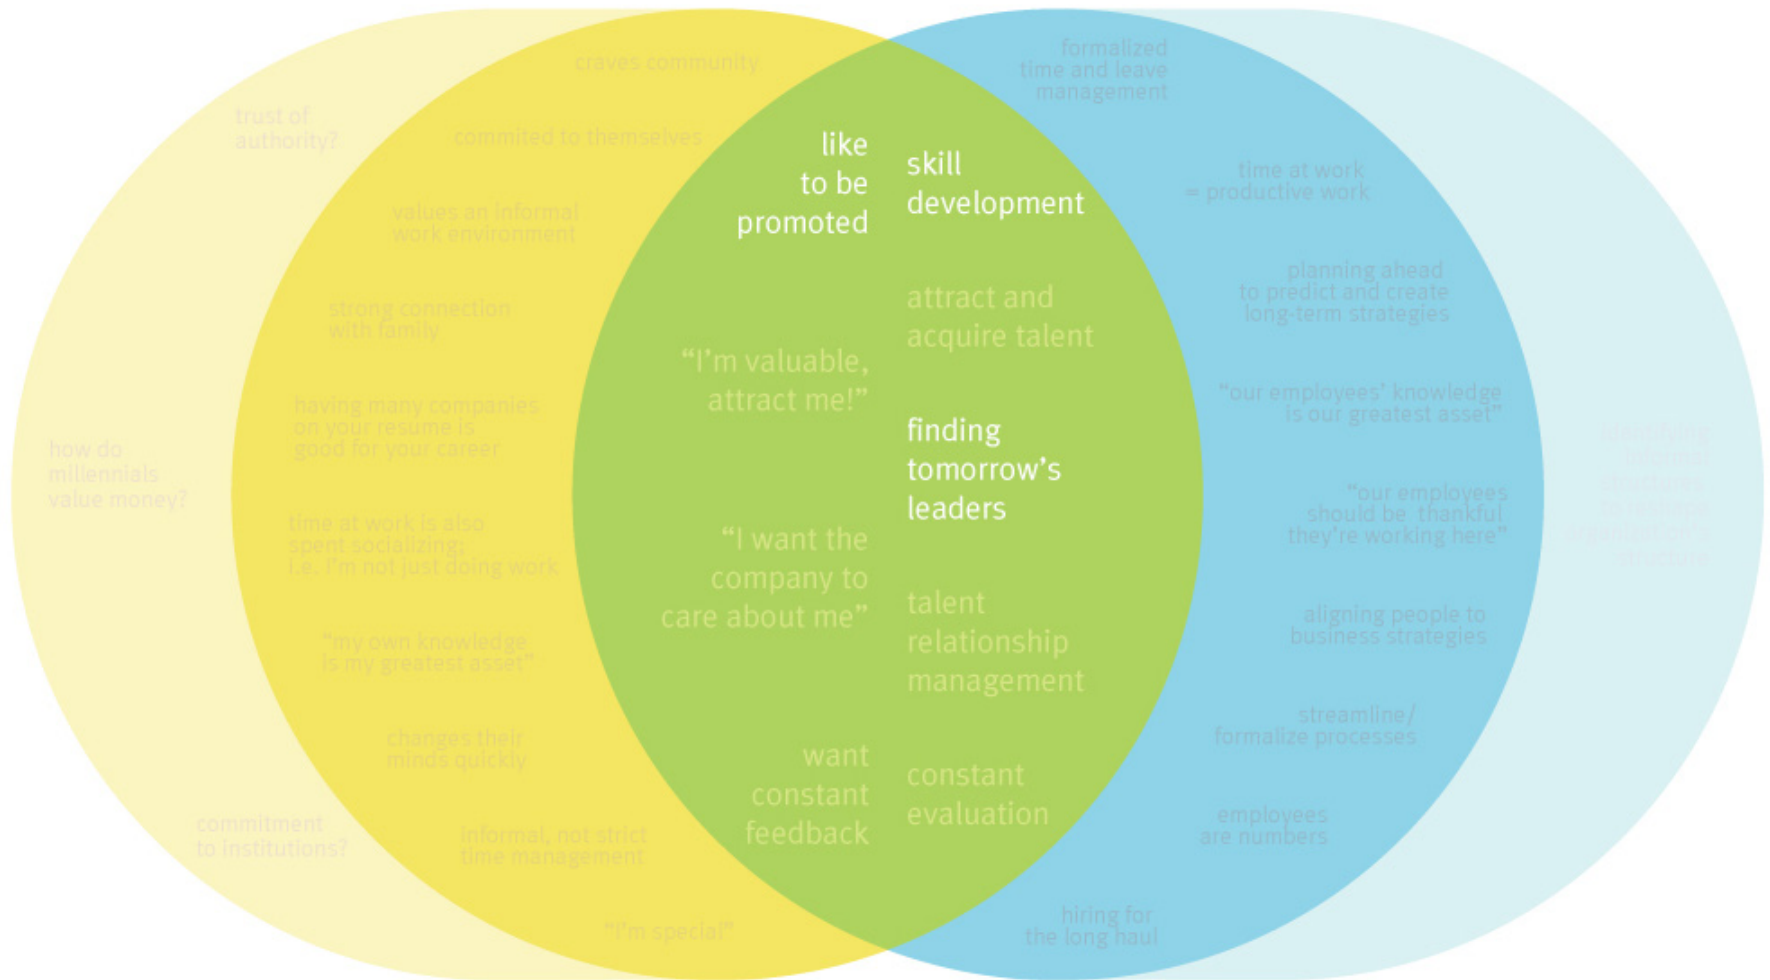 trust of
authority?
how do
millennials
value money?
commitment
to institutions?
craves community
commited to themselves
values an informal
work environment
strong connection
with family
having many companies
on your resume is
good for your career
time at work is also
spent socializing;
i.e. I'm not just doing work
"my own knowledge
is my greatest asset"
changes their
minds quickly
informal, not strict
time management
"I'm special"
like
to be
promoted
“I’m valuable,
attract me!”
“I want the
company to
care about me”
want
constant
feedback
skill
development
attract and
acquire talent
finding
tomorrow’s
leaders
talent
relationship
management
constant
evaluation
formalized
time and leave
management
time at work
= productive work
planning ahead
to predict and create
long-term strategies
“our employees’ knowledge
is our greatest asset”
“our employees
should be thankful
they’re working here”
aligning people to
business strategies
streamline/
formalize processes
employees
are numbers
hiring for
the long haul
identifying
informal
structures
organization's
structure